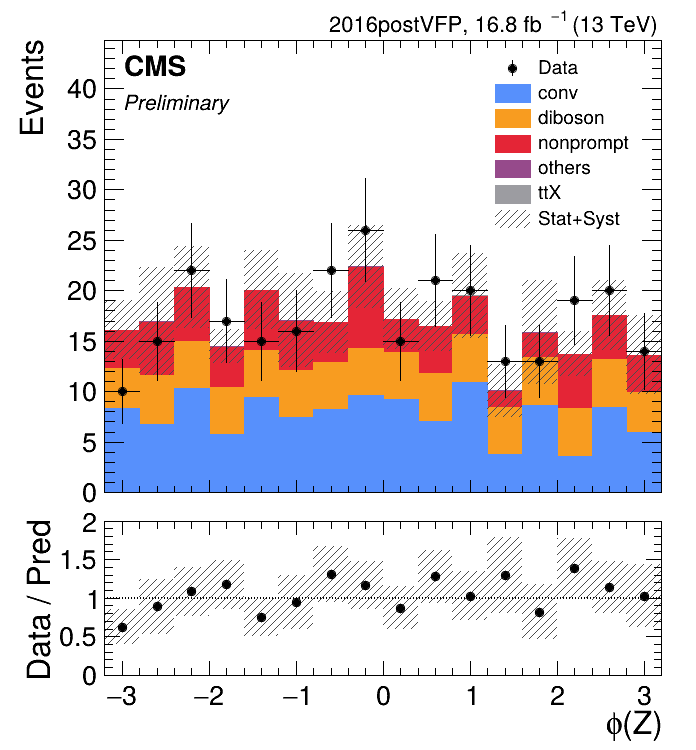 2016postVFP, 16.8 fb⁻¹ (13 TeV)
CMS
Preliminary
Events
40
35
30
25
20
15
10
5
0
Data
conv
diboson
nonprompt
others
ttX
Stat+Syst
Data / Pred
2
1.5
1
0.5
0
−3 −2 −1 0 1 2 3
ϕ(Z)